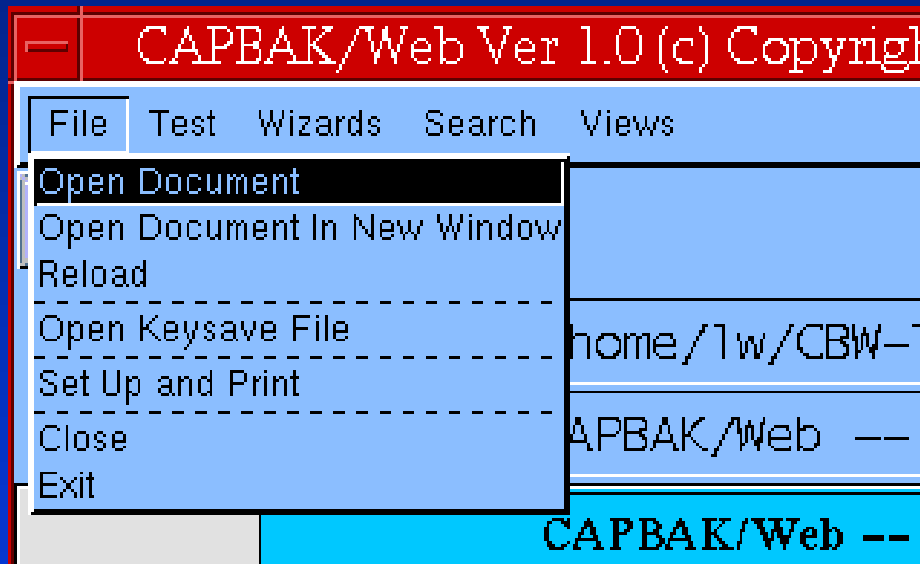 CAPBAK/Web Ver 1.0 (c) Copyrigh
File Test Wizards Search Views
Open Document
Open Document In New Window
Reload
Open Keysave File
home/lw/CBW-
Set Up and Print
Close
APBAK/Web --
Exit
CAPBAK/Web --